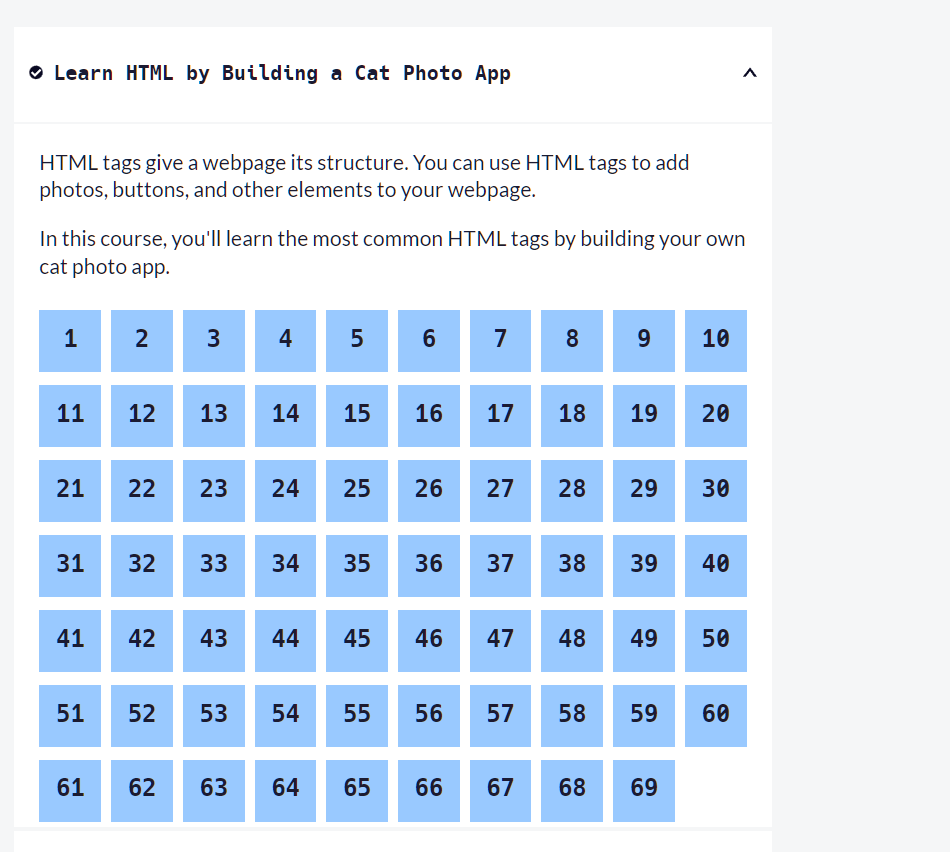 Learn HTML by Building a Cat Photo App
HTML tags give a webpage its structure. You can use HTML tags to add
photos, buttons, and other elements to your webpage.
In this course, you'll learn the most common HTML tags by building your own
cat photo app.
1 2 3 4 5 6 7 8 9 10
11 12 13 14 15 16 17 18 19 20
21 22 23 24 25 26 27 28 29 30
31 32 33 34 35 36 37 38 39 40
41 42 43 44 45 46 47 48 49 50
51 52 53 54 55 56 57 58 59 60
61 62 63 64 65 66 67 68 69